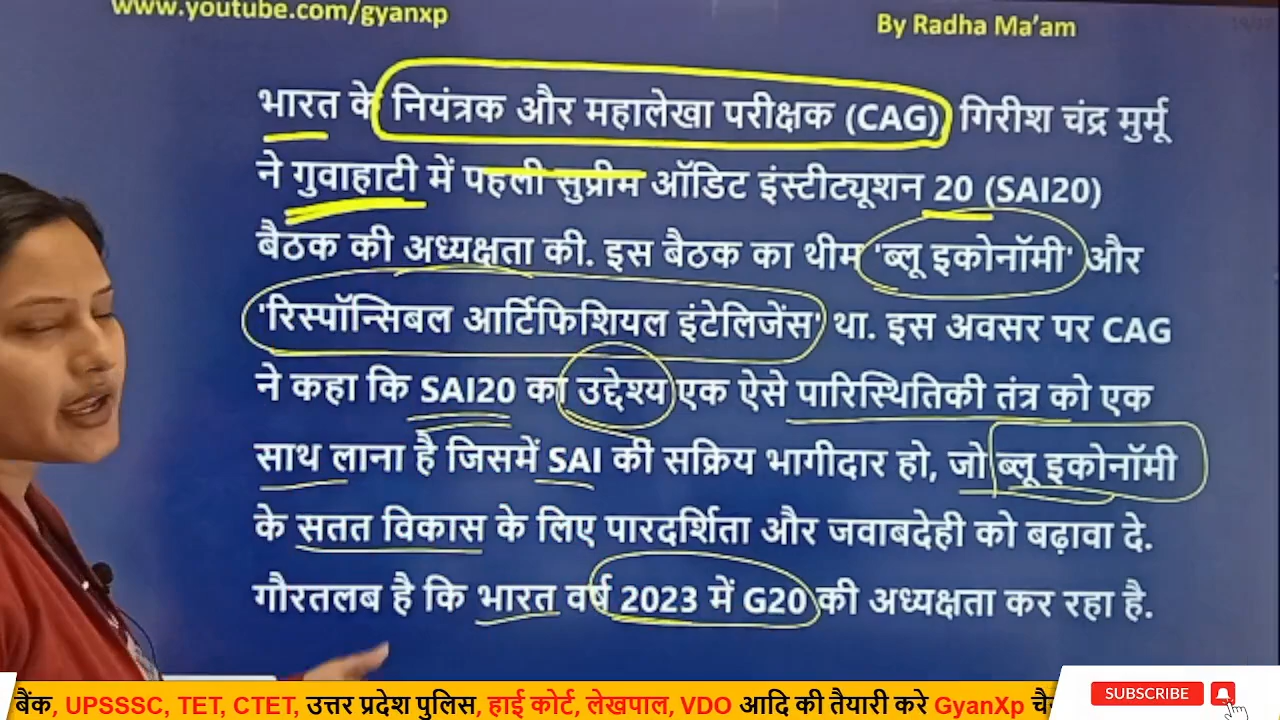 www.youtube.com/gyanxp
By Radha Ma’am
भारत के नियंत्रक और महालेखा परीक्षक (CAG) गिरीश चंद्र मुर्मू
ने गुवाहाटी में पहली सुप्रीम ऑडिट इंस्टीट्यूशन 20 (SAI20)
बैठक की अध्यक्षता की. इस बैठक का थीम 'ब्लू इकोनॉमी' और
'रिस्पॉन्सिबल आर्टिफिशियल इंटेलिजेंस' था. इस अवसर पर CAG
ने कहा कि SAI20 का उद्देश्य एक ऐसे पारिस्थितिकी तंत्र को एक
साथ लाना है जिसमें SAI की सक्रिय भागीदार हो, जो ब्लू इकोनॉमी
के सतत विकास के लिए पारदर्शिता और जवाबदेही को बढ़ावा दे.
गौरतलब है कि भारत वर्ष 2023 में G20 की अध्यक्षता कर रहा है.
बैंक, UPSSSC, TET, CTET, उत्तर प्रदेश पुलिस, हाई कोर्ट, लेखपाल, VDO आदि की तैयारी करे GyanXp चै
SUBSCRIBE